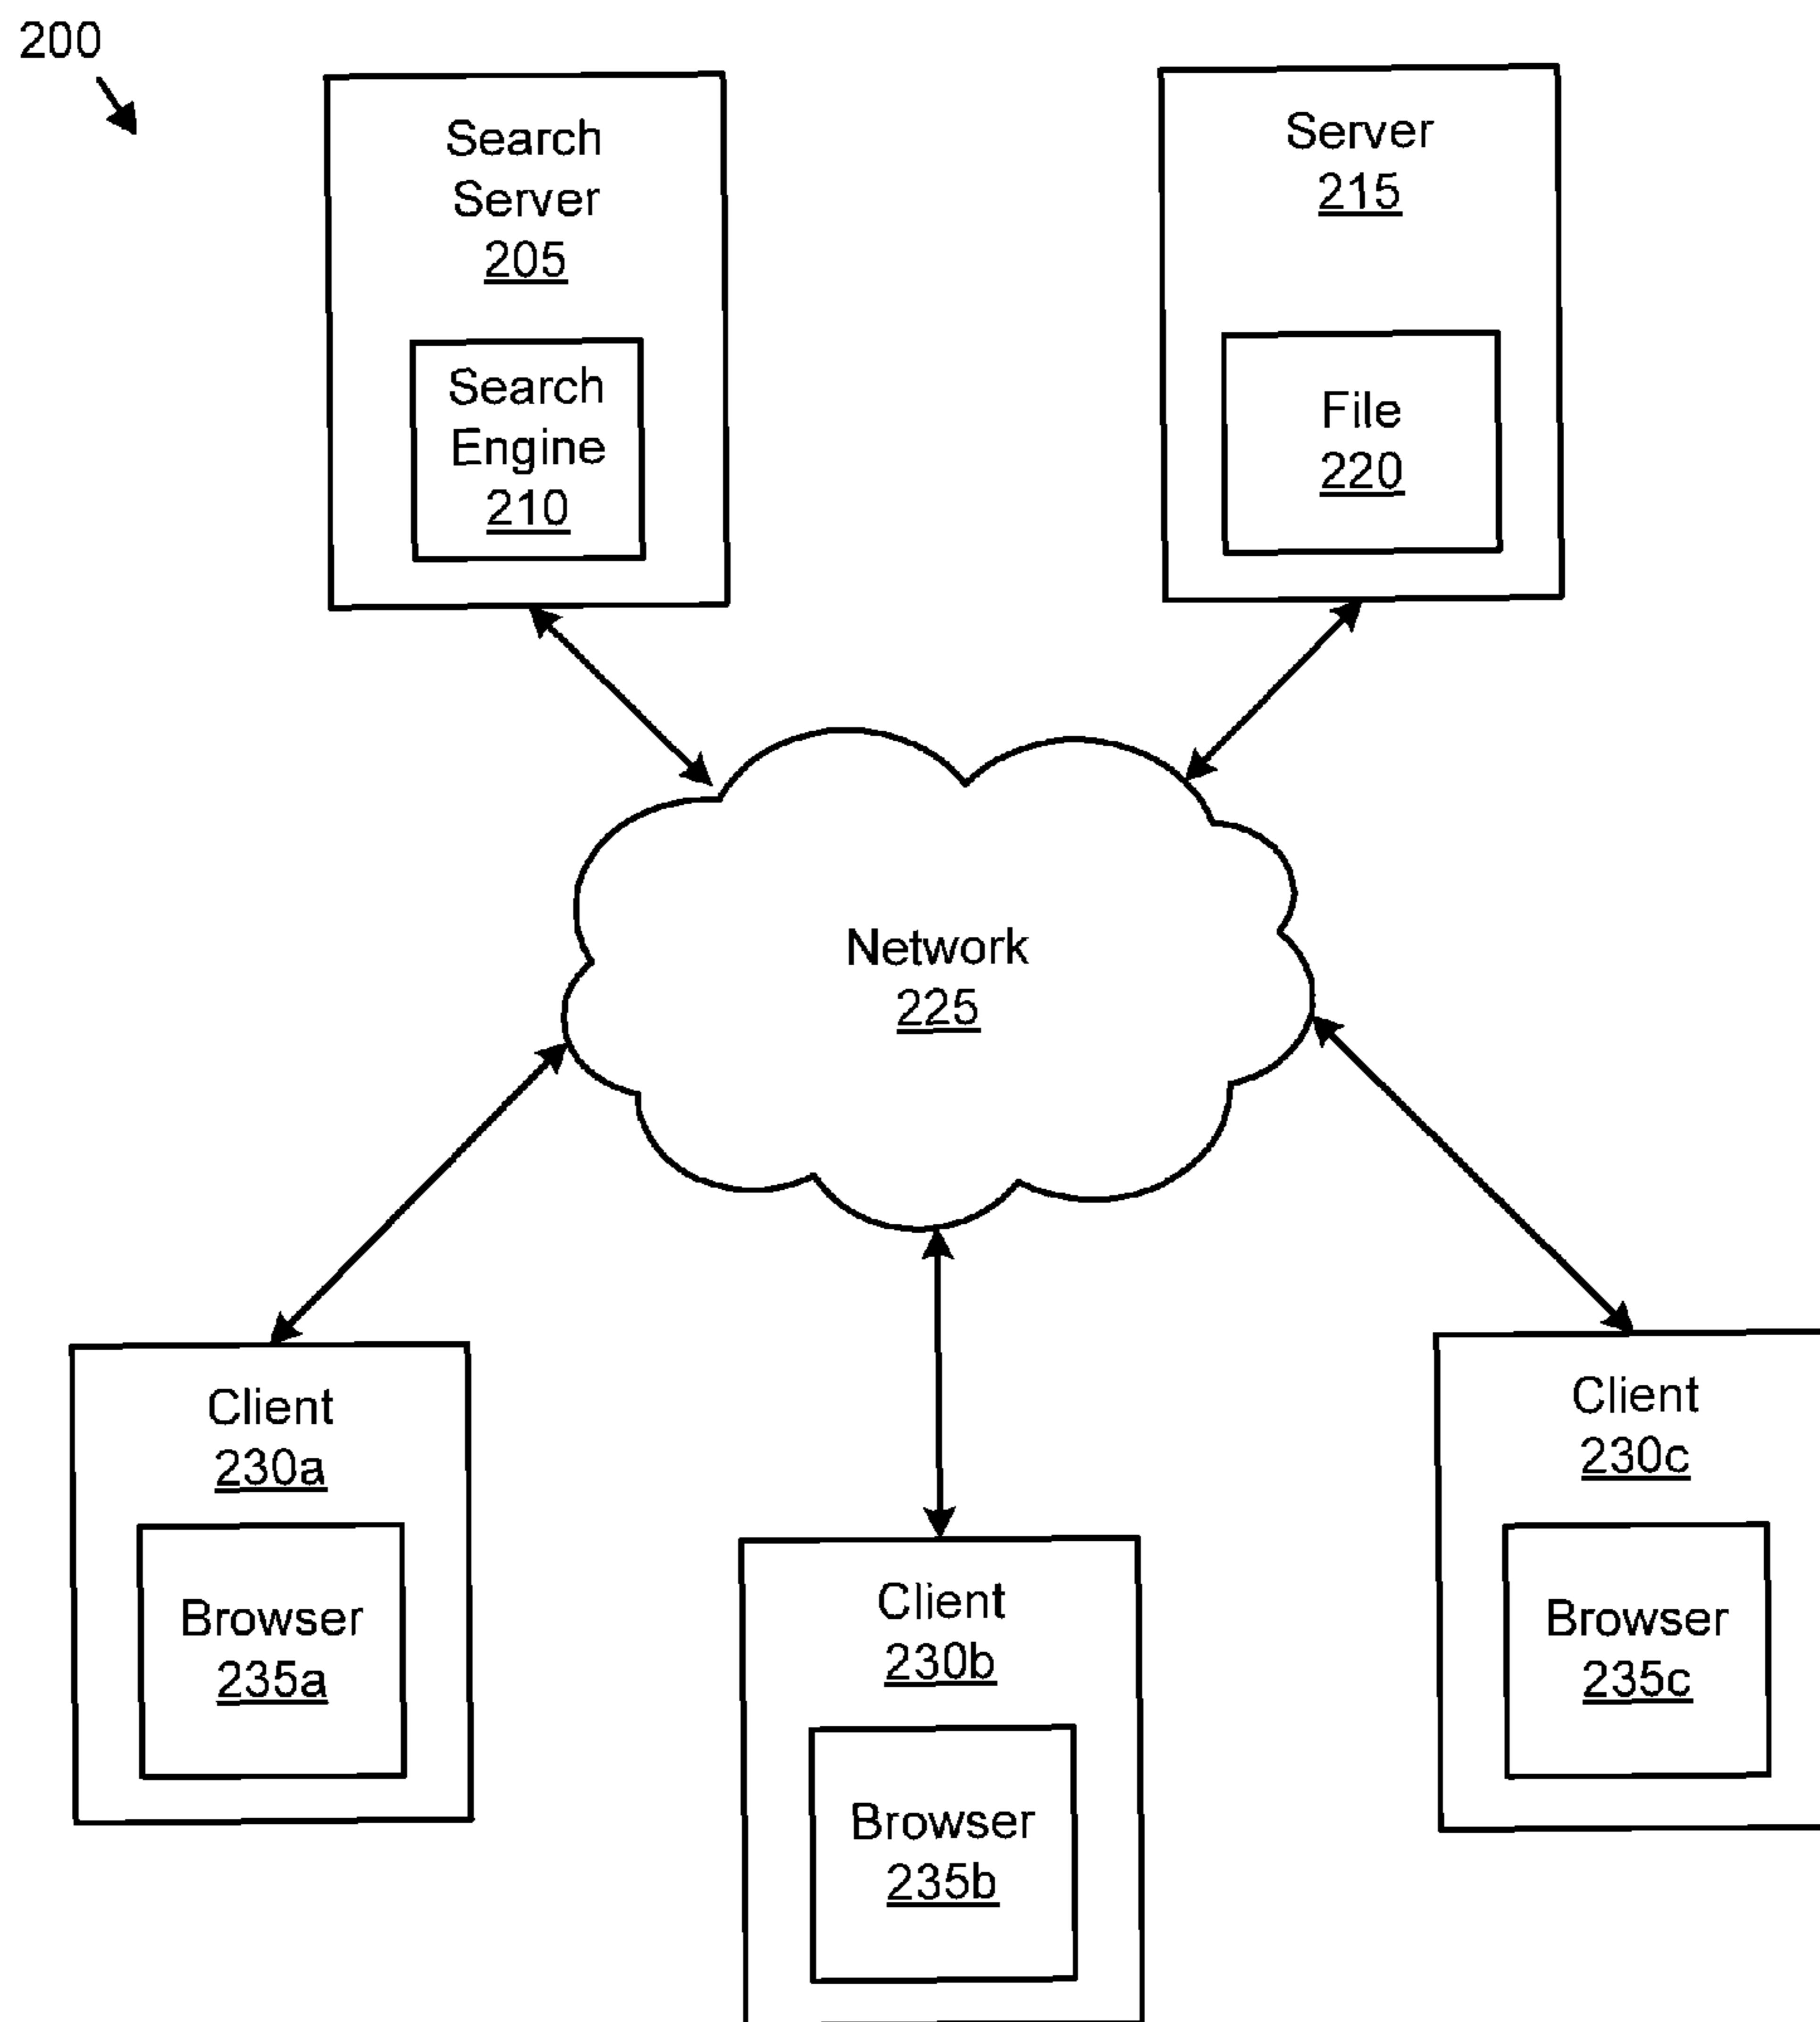 200
Search
Server
205
Search
Engine
210
Server
215
File
220
Network
225
Client
230a
Browser
235a
Client
230b
Browser
235b
Client
230c
Browser
235c